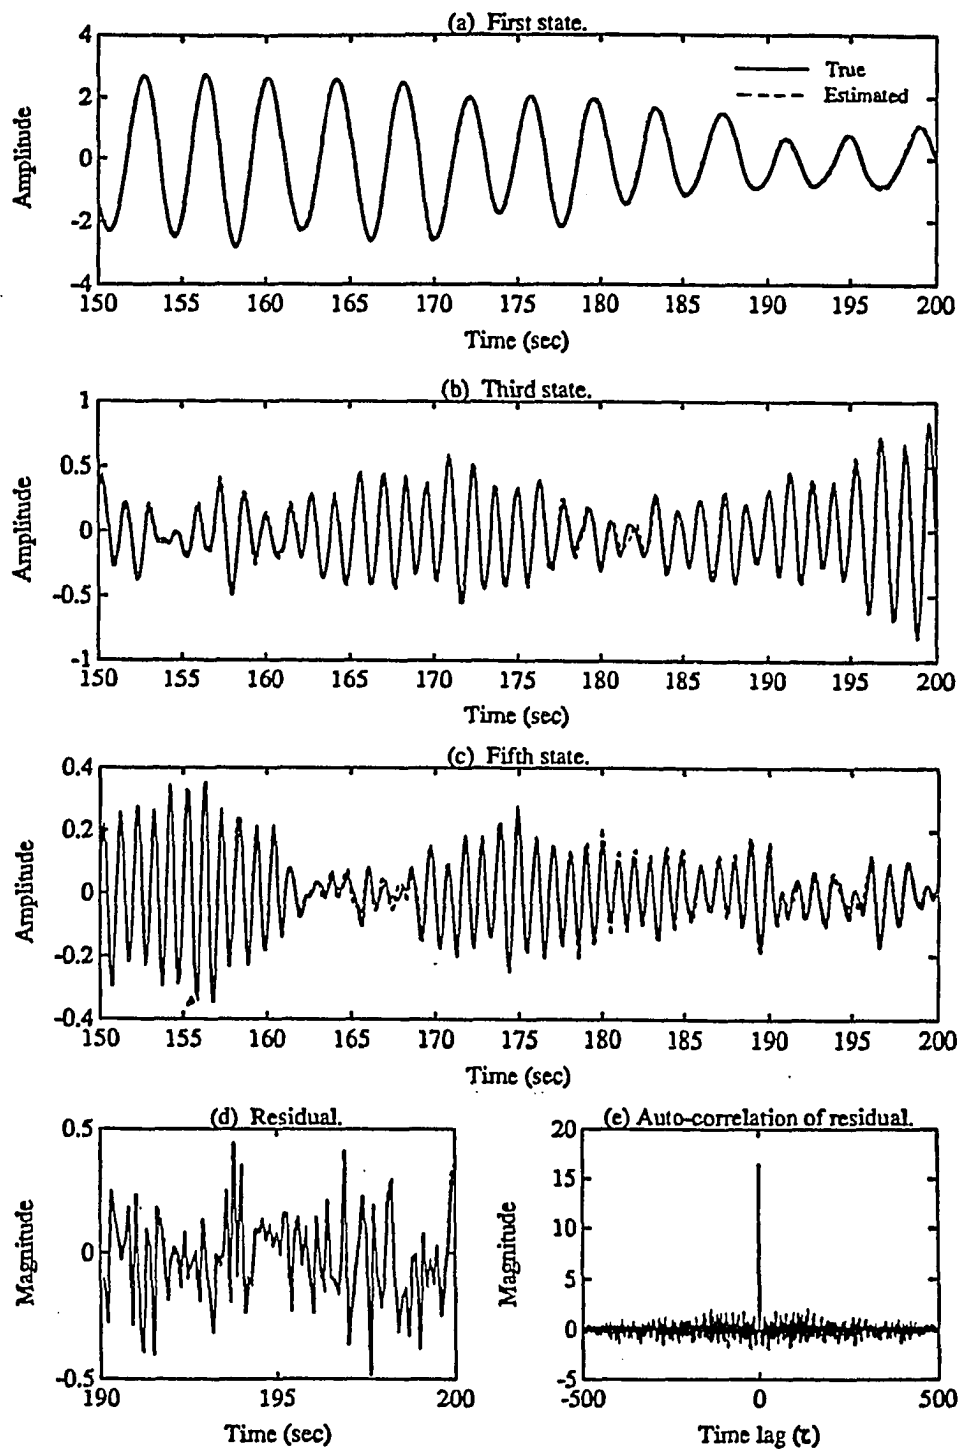 (a) First state.
4
2
0
-2
-4
Amplitude
True
Estimated
150 155 160 165 170 175 180 185 190 195 200
Time (sec)
(b) Third state.
1
0.5
0
-0.5
-1
Amplitude
150 155 160 165 170 175 180 185 190 195 200
Time (sec)
(c) Fifth state.
0.4
0.2
0
-0.2
-0.4
Amplitude
150 155 160 165 170 175 180 185 190 195 200
Time (sec)
(d) Residual.
0.5
0
-0.5
Magnitude
190 195 200
Time (sec)
(e) Auto-correlation of residual.
20
15
10
5
0
-5
Magnitude
-500 0 500
Time lag (τ)